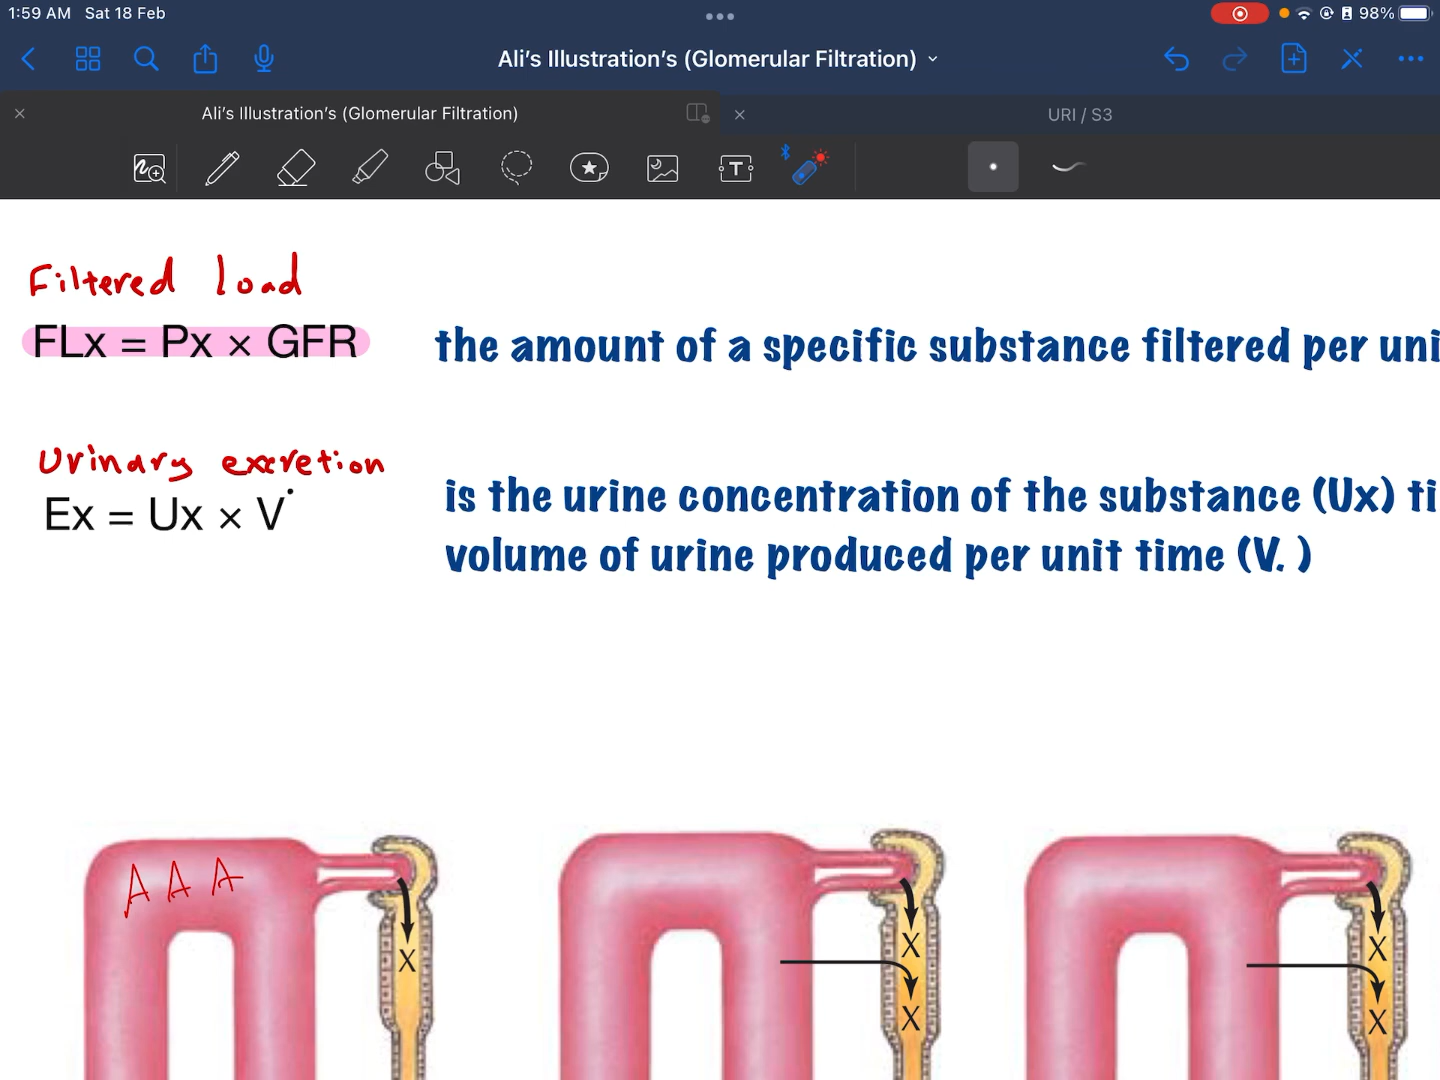 1:59 AM Sat 18 Feb
98%
Ali's Illustration's (Glomerular Filtration)
Ali's Illustration's (Glomerular Filtration)
URI / S3
Filtered load
FLx = Px × GFR
the amount of a specific substance filtered per uni
Urinary excretion
Ex = Ux × V̇
is the urine concentration of the substance (Ux) ti
volume of urine produced per unit time (V. )
A A A
X
X
X
X
X